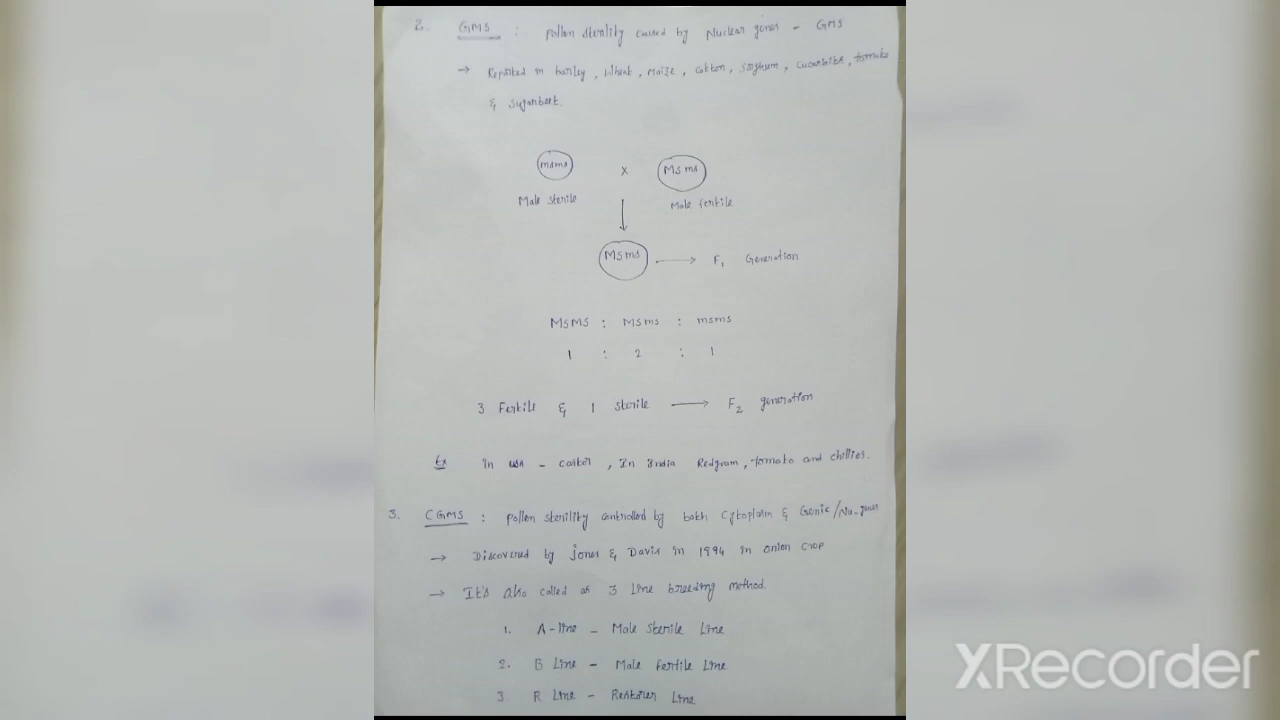 2. GMS : Pollen sterility caused by Nuclear genes - GMS
→ Reported in barley, Wheat, Maize, cotton, Sorghum, Cucurbits, tomato
& Sugarbeet.
msms x Msms
Male sterile Male fertile
Msms → F1 Generation
MSMS : Msms : msms
1 : 2 : 1
3 Fertile & 1 Sterile → F2 generation
Ex In USA - castor, In India Redgram, tomato and chillies.
3. CGMS : Pollen sterility controlled by both Cytoplasm & Genic/Nu. genes
→ Discovered by Jones & Davis in 1994 in onion crop
→ It's also called as 3 Line breeding method.
1. A-line - Male Sterile Line
2. B Line - Male Fertile Line
3. R Line - Restorer Line
XRecorder